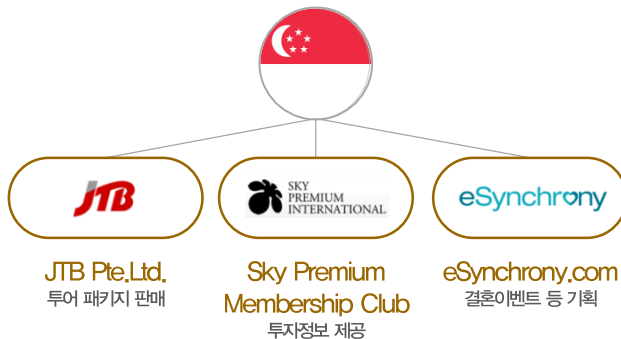 JTB
SKY
PREMIUM
INTERNATIONAL
eSynchrony
JTB Pte.Ltd.
투어 패키지 판매
Sky Premium
Membership Club
투자정보 제공
eSynchrony.com
결혼이벤트 등 기획